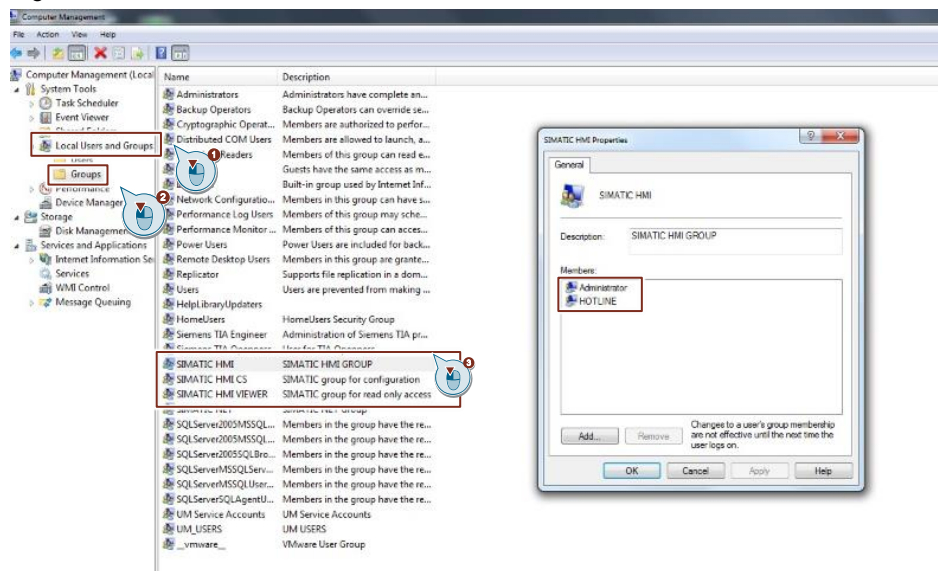 Computer Management
File Action View Help
Computer Management (Local
System Tools
Task Scheduler
Event Viewer
Shared Folders
Local Users and Groups
Users
Groups
Performance
Device Manager
Storage
Disk Management
Services and Applications
Internet Information Se
Services
WMI Control
Message Queuing
Name Description
Administrators Administrators have complete an...
Backup Operators Backup Operators can override se...
Cryptographic Operat... Members are authorized to perfor...
Distributed COM Users Members are allowed to launch, a...
Readers Members of this group can read e...
Guests have the same access as m...
Built-in group used by Internet Inf...
Network Configuratio... Members in this group can have s...
Performance Log Users Members of this group may sche...
Performance Monitor ... Members of this group can acces...
Power Users Power Users are included for back...
Remote Desktop Users Members in this group are grante...
Replicator Supports file replication in a dom...
Users Users are prevented from making ...
HelpLibraryUpdaters
HomeUsers HomeUsers Security Group
Siemens TIA Engineer Administration of Siemens TIA pr...
SIMATIC HMI SIMATIC HMI GROUP
SIMATIC HMI CS SIMATIC group for configuration
SIMATIC HMI VIEWER SIMATIC group for read only access
SIMATIC NET SIMATIC NET Group
SQLServer2005MSSQL... Members in the group have the re...
SQLServer2005MSSQL... Members in the group have the re...
SQLServer2005SQLBro... Members in the group have the re...
SQLServerMSSQLServ... Members in the group have the re...
SQLServerMSSQLUser... Members in the group have the re...
SQLServerSQLAgentU... Members in the group have the re...
UM Service Accounts UM Service Accounts
UM_USERS UM USERS
_vmware_ VMware User Group
1
2
3
SIMATIC HMI Properties
General
SIMATIC HMI
Description: SIMATIC HMI GROUP
Members:
Administrator
HOTLINE
Add... Remove
Changes to a user's group membership
are not effective until the next time the
user logs on.
OK Cancel Apply Help